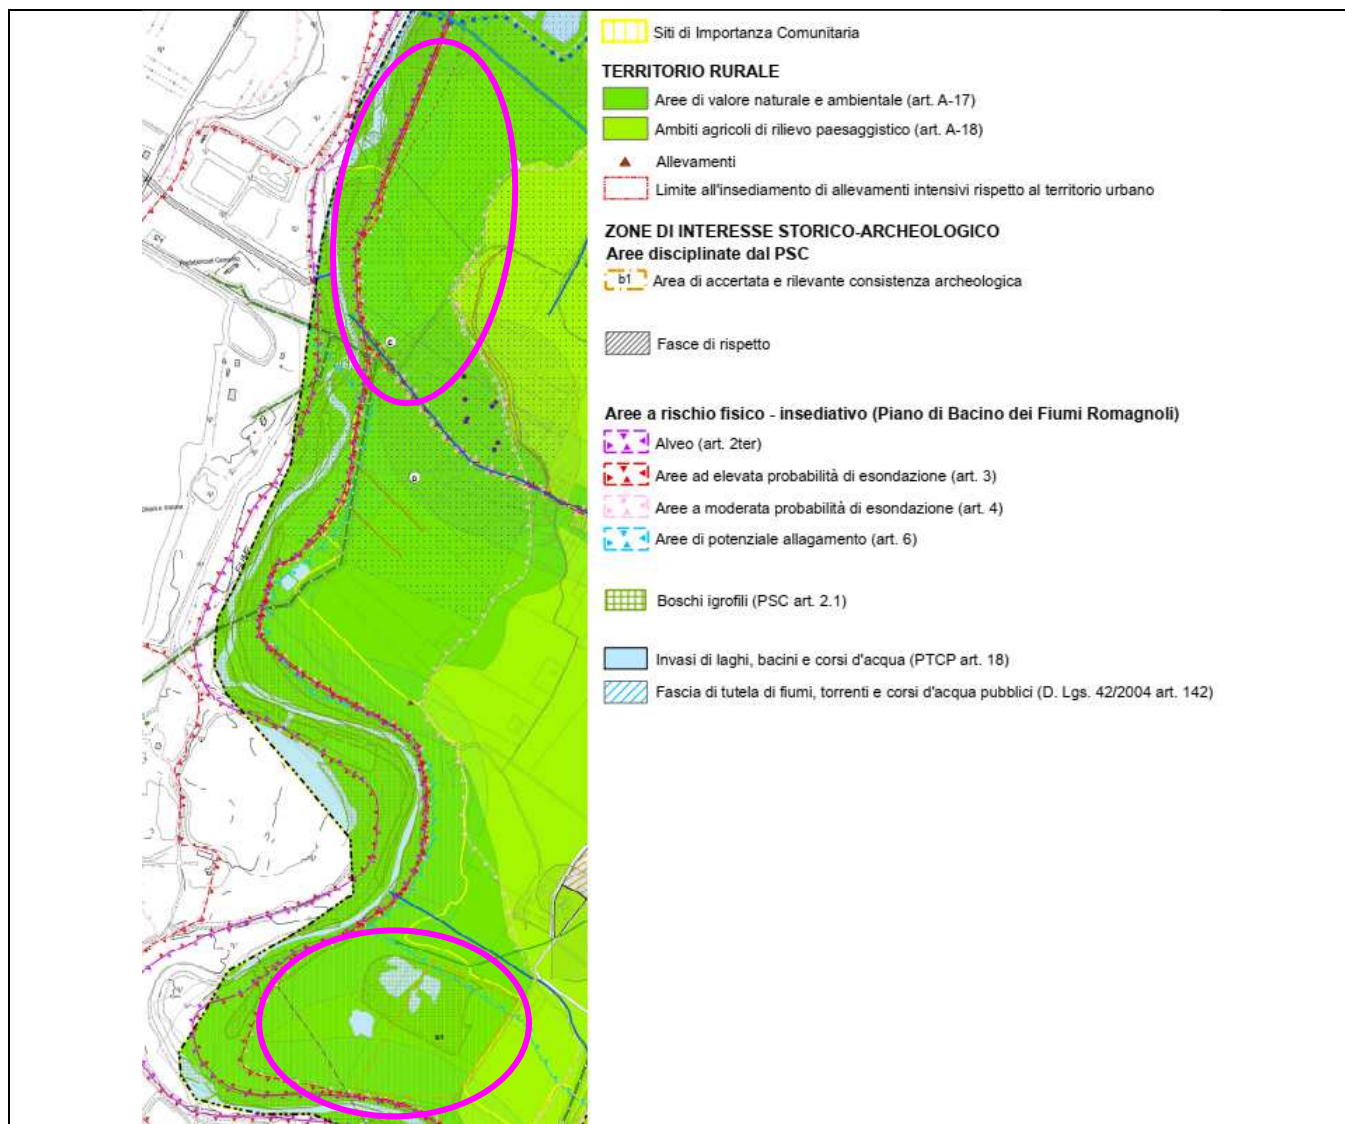 Siti di Importanza Comunitaria
TERRITORIO RURALE
Aree di valore naturale e ambientale (art. A-17)
Ambiti agricoli di rilievo paesaggistico (art. A-18)
Allevamenti
Limite all'insediamento di allevamenti intensivi rispetto al territorio urbano
ZONE DI INTERESSE STORICO-ARCHEOLOGICO
Aree disciplinate dal PSC
b1 Area di accertata e rilevante consistenza archeologica
Fasce di rispetto
Aree a rischio fisico - insediativo (Piano di Bacino dei Fiumi Romagnoli)
Alveo (art. 2ter)
Aree ad elevata probabilità di esondazione (art. 3)
Aree a moderata probabilità di esondazione (art. 4)
Aree di potenziale allagamento (art. 6)
Boschi igrofili (PSC art. 2.1)
Invasi di laghi, bacini e corsi d'acqua (PTCP art. 18)
Fascia di tutela di fiumi, torrenti e corsi d'acqua pubblici (D. Lgs. 42/2004 art. 142)